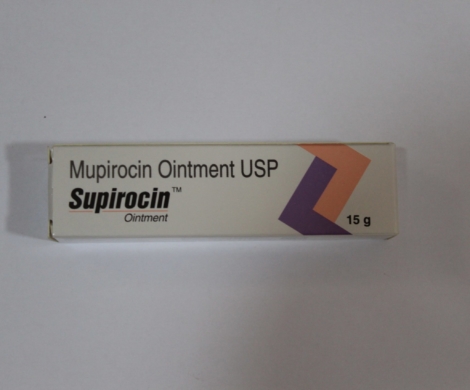 Mupirocin Ointment USP
Supirocin™
Ointment
15 g